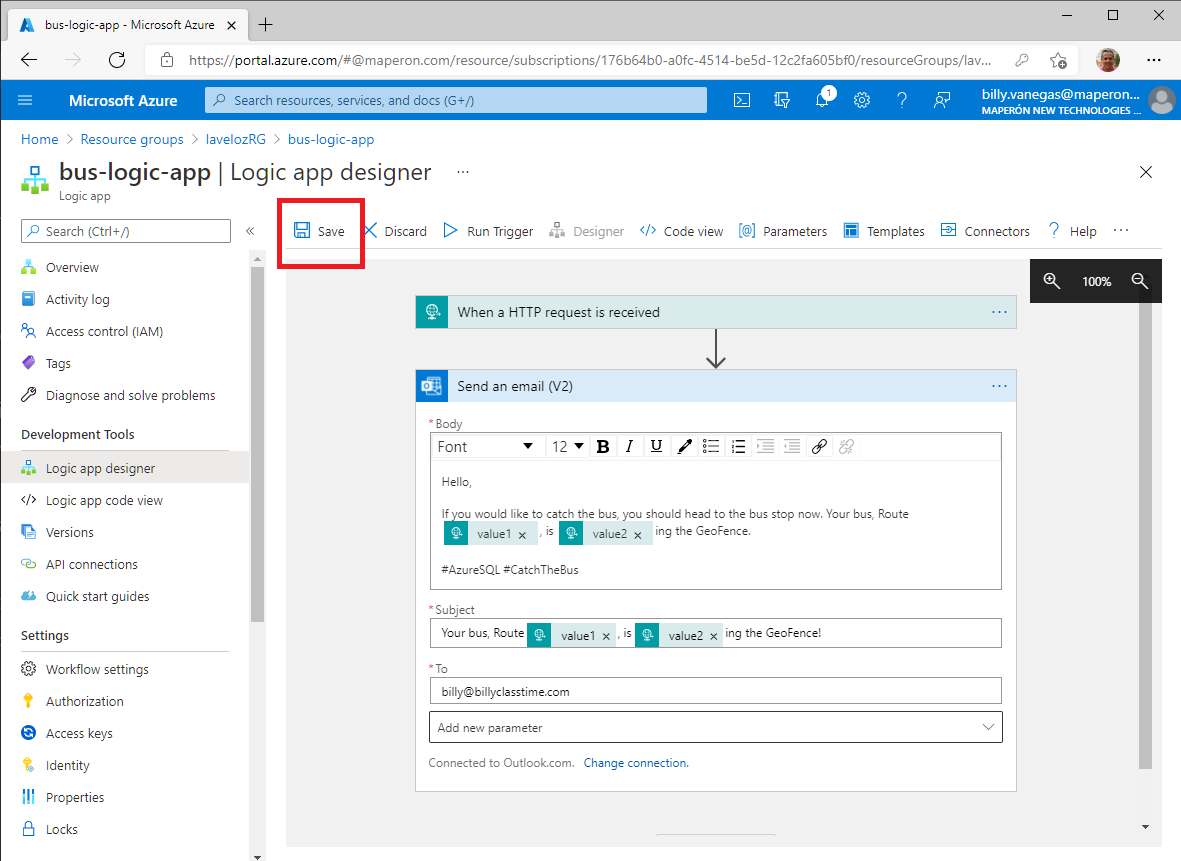 bus-logic-app - Microsoft Azure
https://portal.azure.com/#@maperon.com/resource/subscriptions/176b64b0-a0fc-4514-be5d-12c2fa605bf0/resourceGroups/lav...
Microsoft Azure
Search resources, services, and docs (G+/)
1
billy.vanegas@maperon...
MAPERÓN NEW TECHNOLOGIES ...
Home > Resource groups > lavelozRG > bus-logic-app
bus-logic-app | Logic app designer ...
Logic app
Search (Ctrl+/)
«
Save
Discard
Run Trigger
Designer
Code view
Parameters
Templates
Connectors
Help
Overview
Activity log
Access control (IAM)
Tags
Diagnose and solve problems
Development Tools
Logic app designer
Logic app code view
Versions
API connections
Quick start guides
Settings
Workflow settings
Authorization
Access keys
Identity
Properties
Locks
100%
When a HTTP request is received
Send an email (V2)
*Body
Font 12 B I U
Hello,
If you would like to catch the bus, you should head to the bus stop now. Your bus, Route
value1 × , is value2 × ing the GeoFence.
#AzureSQL #CatchTheBus
*Subject
Your bus, Route value1 × , is value2 × ing the GeoFence!
*To
billy@billyclasstime.com
Add new parameter
Connected to Outlook.com. Change connection.